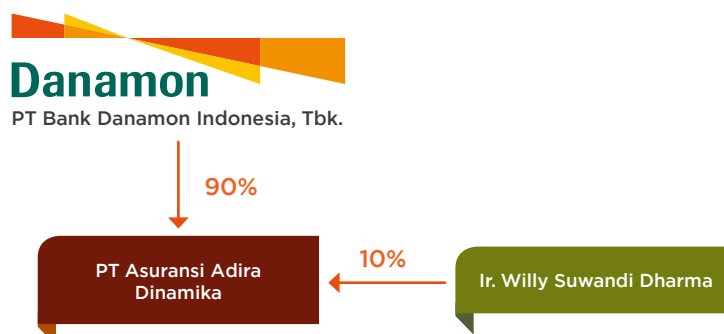 Danamon
PT Bank Danamon Indonesia, Tbk.
90%
PT Asuransi Adira
Dinamika
10%
Ir. Willy Suwandi Dharma